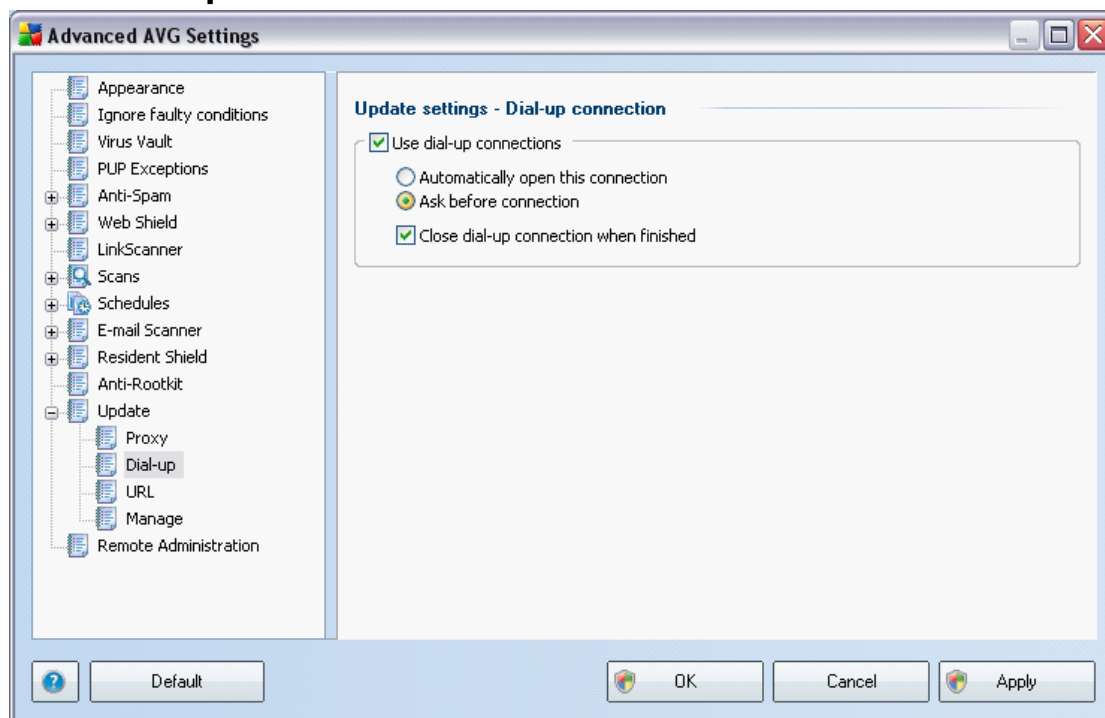 Advanced AVG Settings
Appearance
Ignore faulty conditions
Virus Vault
PUP Exceptions
Anti-Spam
Web Shield
LinkScanner
Scans
Schedules
E-mail Scanner
Resident Shield
Anti-Rootkit
Update
Proxy
Dial-up
URL
Manage
Remote Administration
Update settings - Dial-up connection
Use dial-up connections
Automatically open this connection
Ask before connection
Close dial-up connection when finished
Default
OK
Cancel
Apply